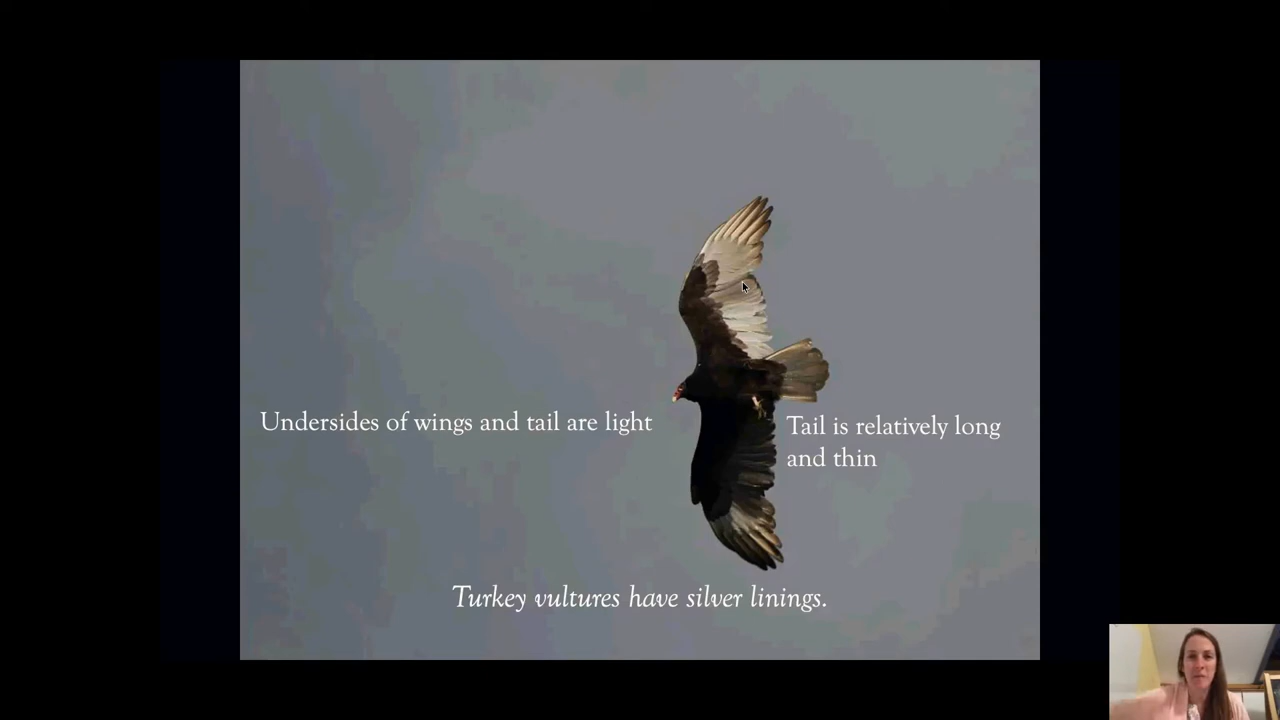 Undersides of wings and tail are light
Tail is relatively long
and thin
Turkey vultures have silver linings.